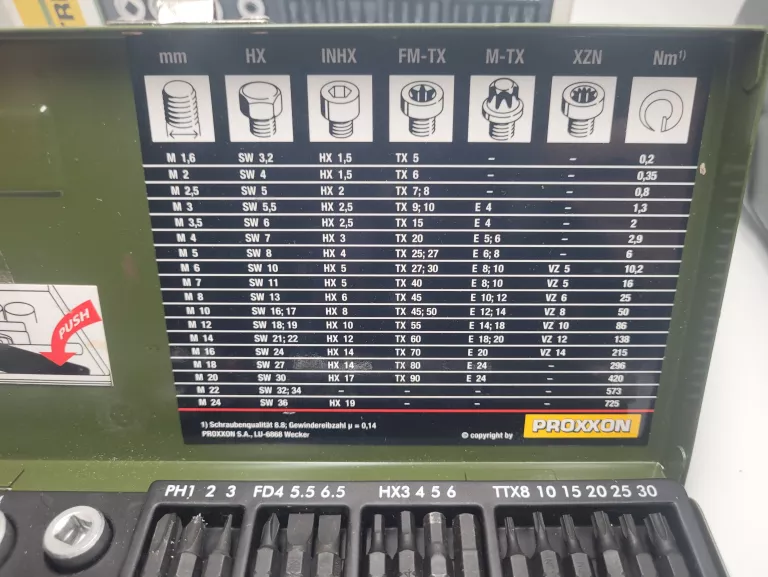 mm HX INHX FM-TX M-TX XZN Nm¹⁾
M 1,6 SW 3,2 HX 1,5 TX 5 – – 0,2
M 2 SW 4 HX 1,5 TX 6 – – 0,35
M 2,5 SW 5 HX 2 TX 7; 8 – – 0,8
M 3 SW 5,5 HX 2,5 TX 9; 10 E 4 – 1,3
M 3,5 SW 6 HX 2,5 TX 15 E 4 – 2
M 4 SW 7 HX 3 TX 20 E 5; 6 – 2,9
M 5 SW 8 HX 4 TX 25; 27 E 6; 8 – 6
M 6 SW 10 HX 5 TX 27; 30 E 8; 10 VZ 5 10,2
M 7 SW 11 HX 5 TX 40 E 8; 10 VZ 5 16
M 8 SW 13 HX 6 TX 45 E 10; 12 VZ 6 25
M 10 SW 16; 17 HX 8 TX 45; 50 E 12; 14 VZ 8 50
M 12 SW 18; 19 HX 10 TX 55 E 14; 18 VZ 10 86
M 14 SW 21; 22 HX 12 TX 60 E 18; 20 VZ 12 138
M 16 SW 24 HX 14 TX 70 E 20 VZ 14 215
M 18 SW 27 HX 14 TX 80 E 24 – 296
M 20 SW 30 HX 17 TX 90 E 24 – 420
M 22 SW 32; 34 – – – – 573
M 24 SW 36 HX 19 – – – 725
1) Schraubenqualität 8.8; Gewindereibzahl µ = 0,14
PROXXON S.A., LU-6868 Wecker
© copyright by PROXXON
PUSH
PH1 2 3 FD4 5.5 6.5 HX3 4 5 6 TTX8 10 15 20 25 30